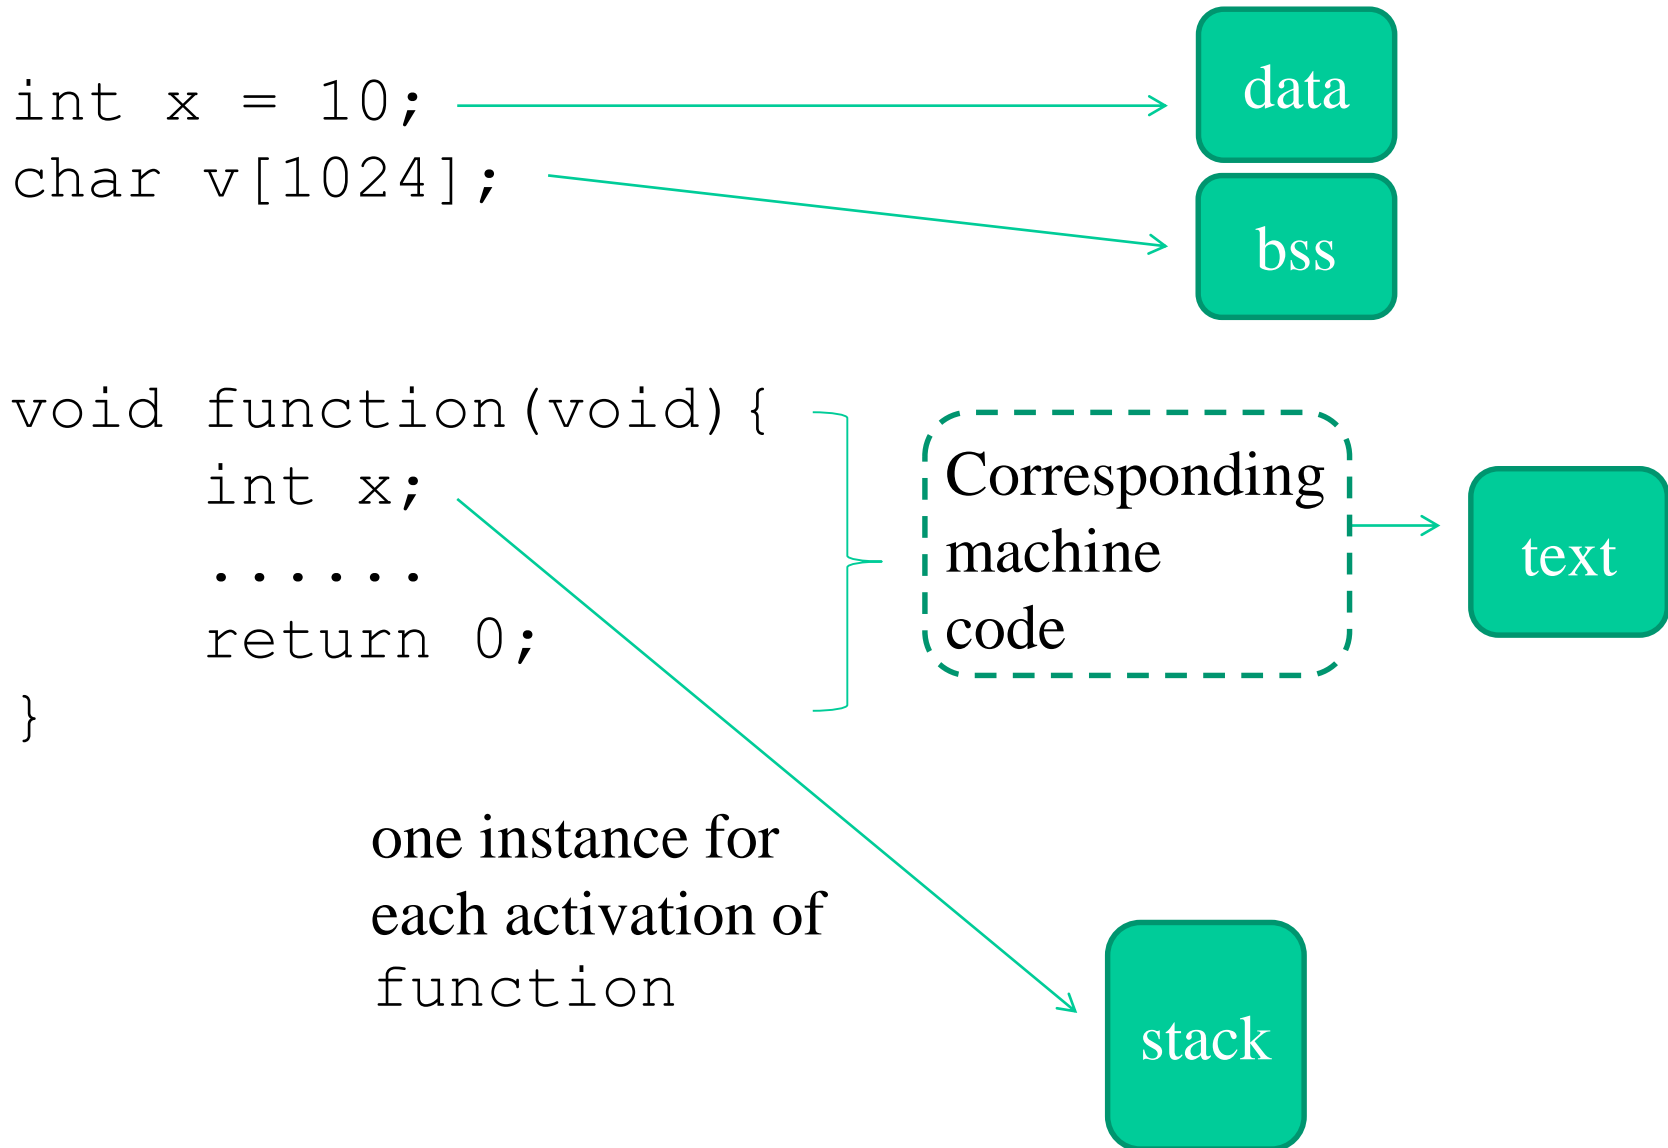 int x = 10;
data
char v[1024];
bss
void function(void){
int x;
......
return 0;
}
Corresponding
machine
code
text
one instance for
each activation of
function
stack